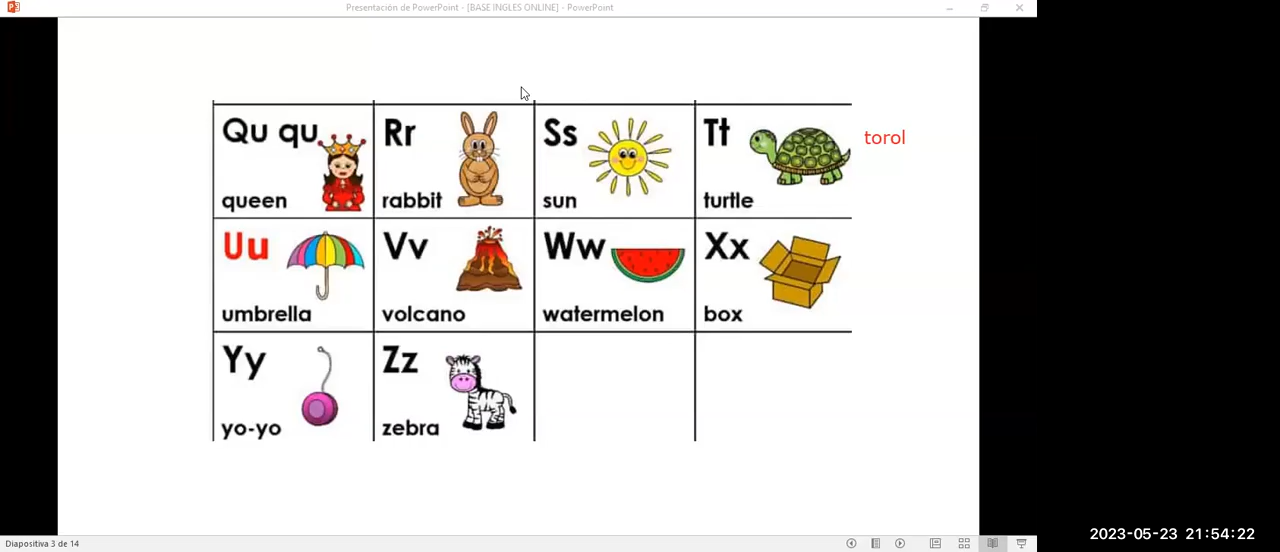 Presentación de PowerPoint - [BASE INGLES ONLINE] - PowerPoint
Qu qu
Rr
Ss
Tt
torol
queen
rabbit
sun
turtle
Uu
Vv
Ww
Xx
umbrella
volcano
watermelon
box
Yy
Zz
yo-yo
zebra
2023-05-23 21:54:22
Diapositiva 3 de 14